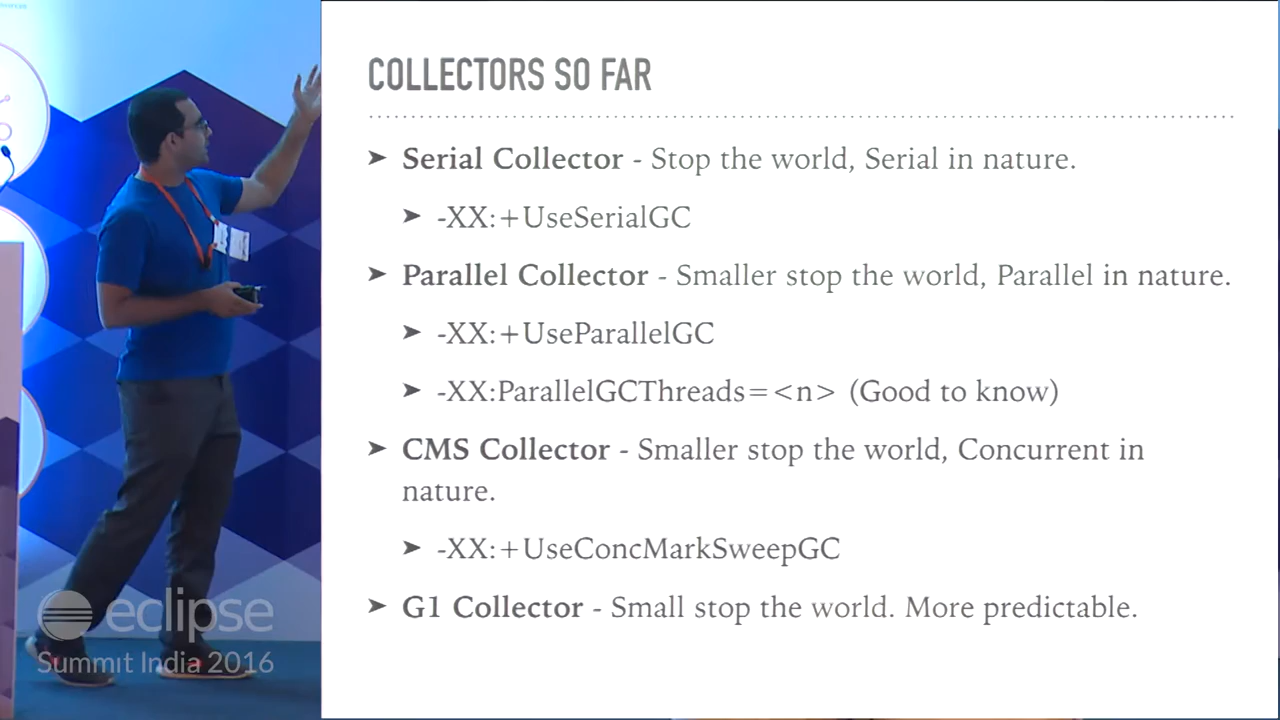 COLLECTORS SO FAR
➤ Serial Collector - Stop the world, Serial in nature.
➤ -XX:+UseSerialGC
➤ Parallel Collector - Smaller stop the world, Parallel in nature.
➤ -XX:+UseParallelGC
➤ -XX:ParallelGCThreads=<n> (Good to know)
➤ CMS Collector - Smaller stop the world, Concurrent in
nature.
➤ -XX:+UseConcMarkSweepGC
➤ G1 Collector - Small stop the world. More predictable.
eclipse
Summit India 2016